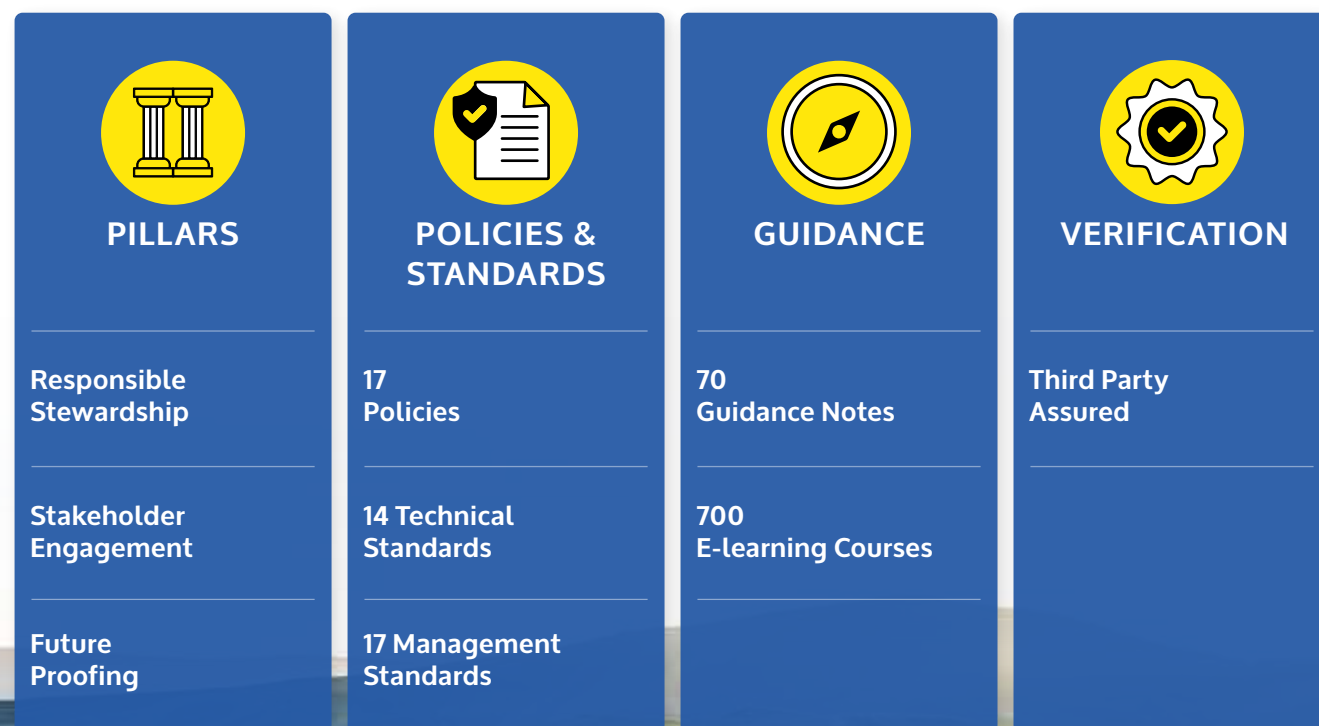 PILLARS
Responsible
Stewardship
Stakeholder
Engagement
Future
Proofing
POLICIES &
STANDARDS
17
Policies
14 Technical
Standards
17 Management
Standards
GUIDANCE
70
Guidance Notes
700
E-learning Courses
VERIFICATION
Third Party
Assured